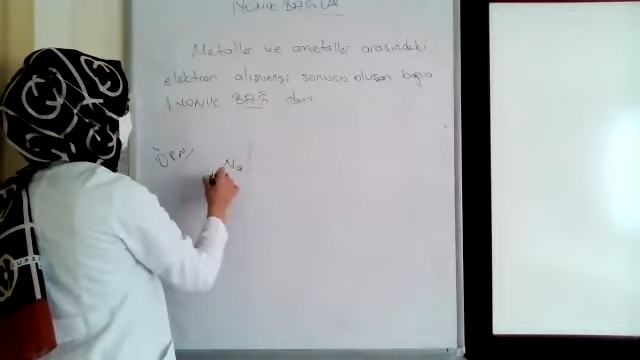 İYONİK BAĞLAR
Metaller ve ametaller arasındaki
elektron alışverişi sonucu oluşan bağa
İYONİK BAĞ denir
ÖRN/
Na